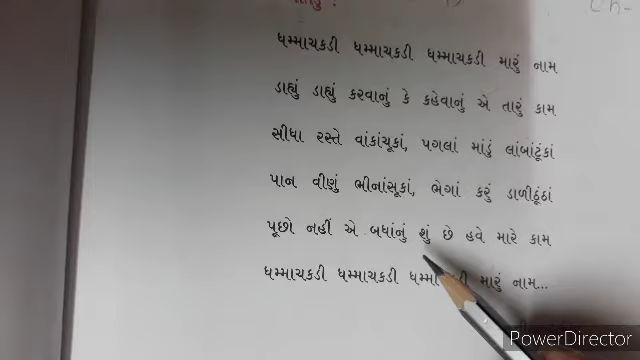 ધમ્માચકડી ધમ્માચકડી ધમ્માચકડી મારું નામ
ડાહ્યું ડાહ્યું કરવાનું કે કહેવાનું એ તારું કામ
સીધા રસ્તે વાંકાંચૂકાં, પગલાં માંડું લાંબાંટૂંકાં
પાન વીણું ભીનાંસૂકાં, ભેગાં કરું ડાળીઠૂંઠાં
પૂછો નહીં એ બધાંનું શું છે હવે મારે કામ
ધમ્માચકડી ધમ્માચકડી મારું નામ...
PowerDirector